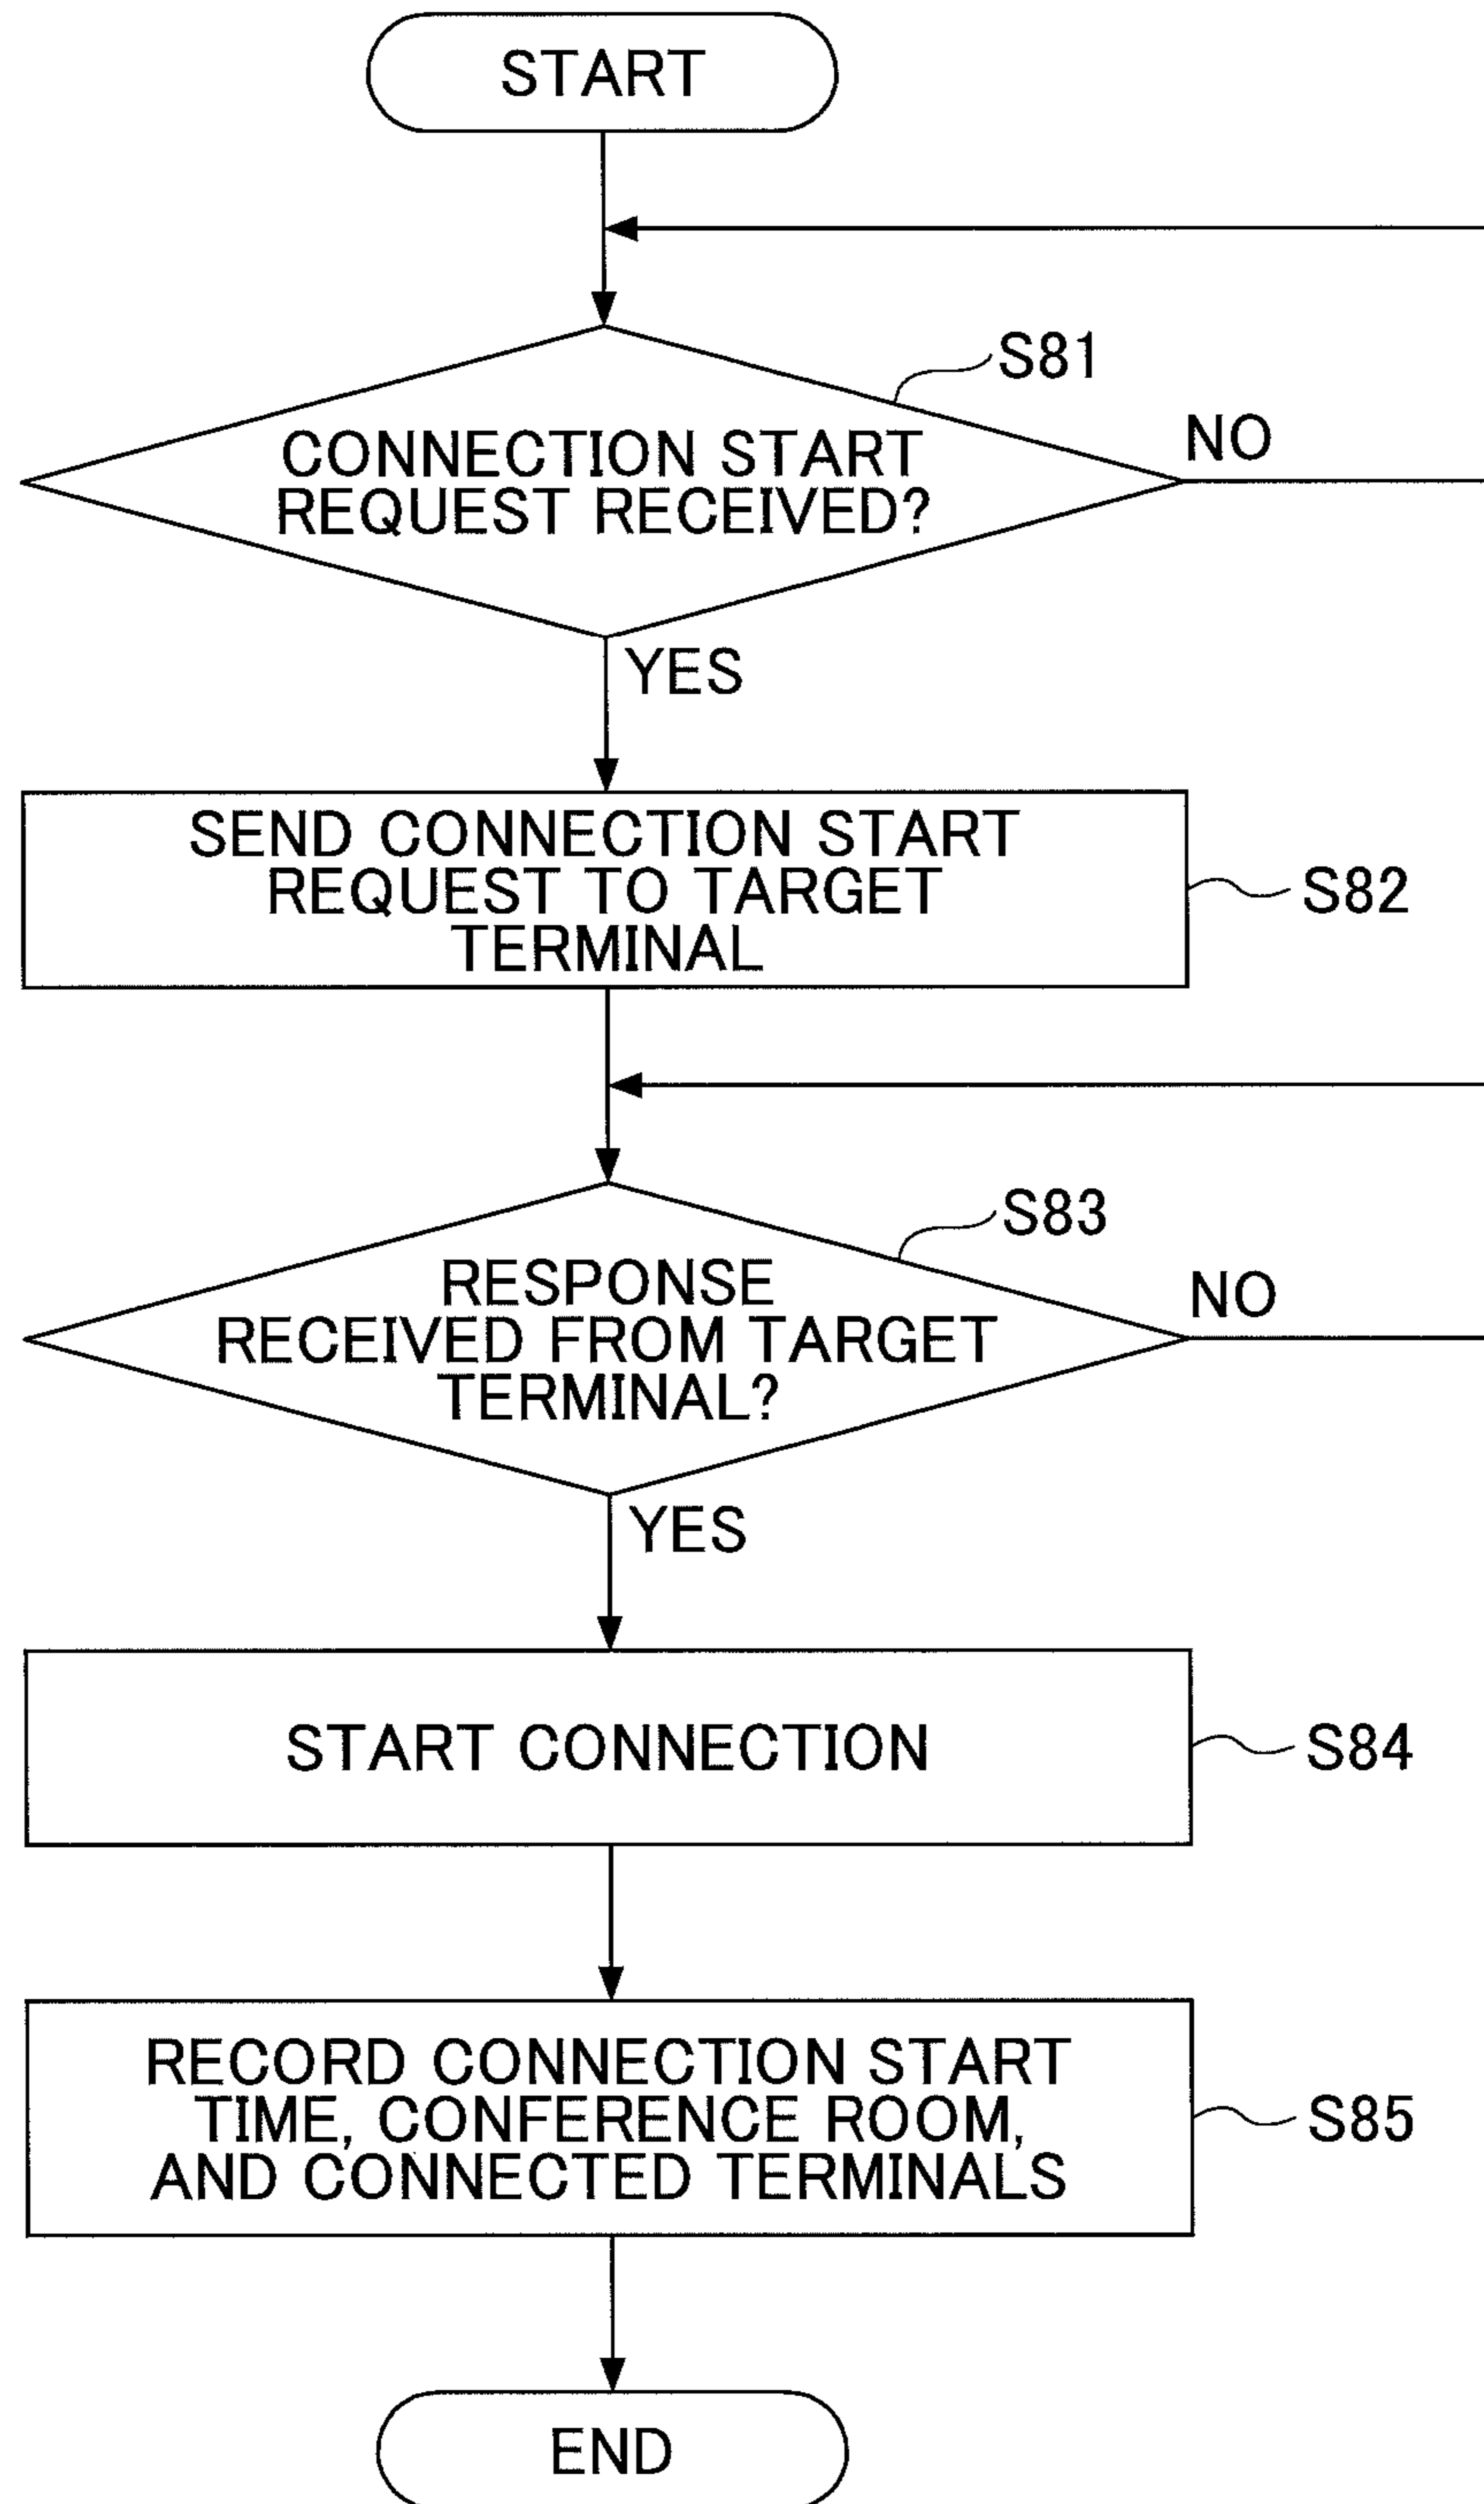 START
S81
CONNECTION START
REQUEST RECEIVED?
NO
YES
SEND CONNECTION START
REQUEST TO TARGET
TERMINAL
S82
S83
RESPONSE
RECEIVED FROM TARGET
TERMINAL?
NO
YES
START CONNECTION
S84
RECORD CONNECTION START
TIME, CONFERENCE ROOM,
AND CONNECTED TERMINALS
S85
END